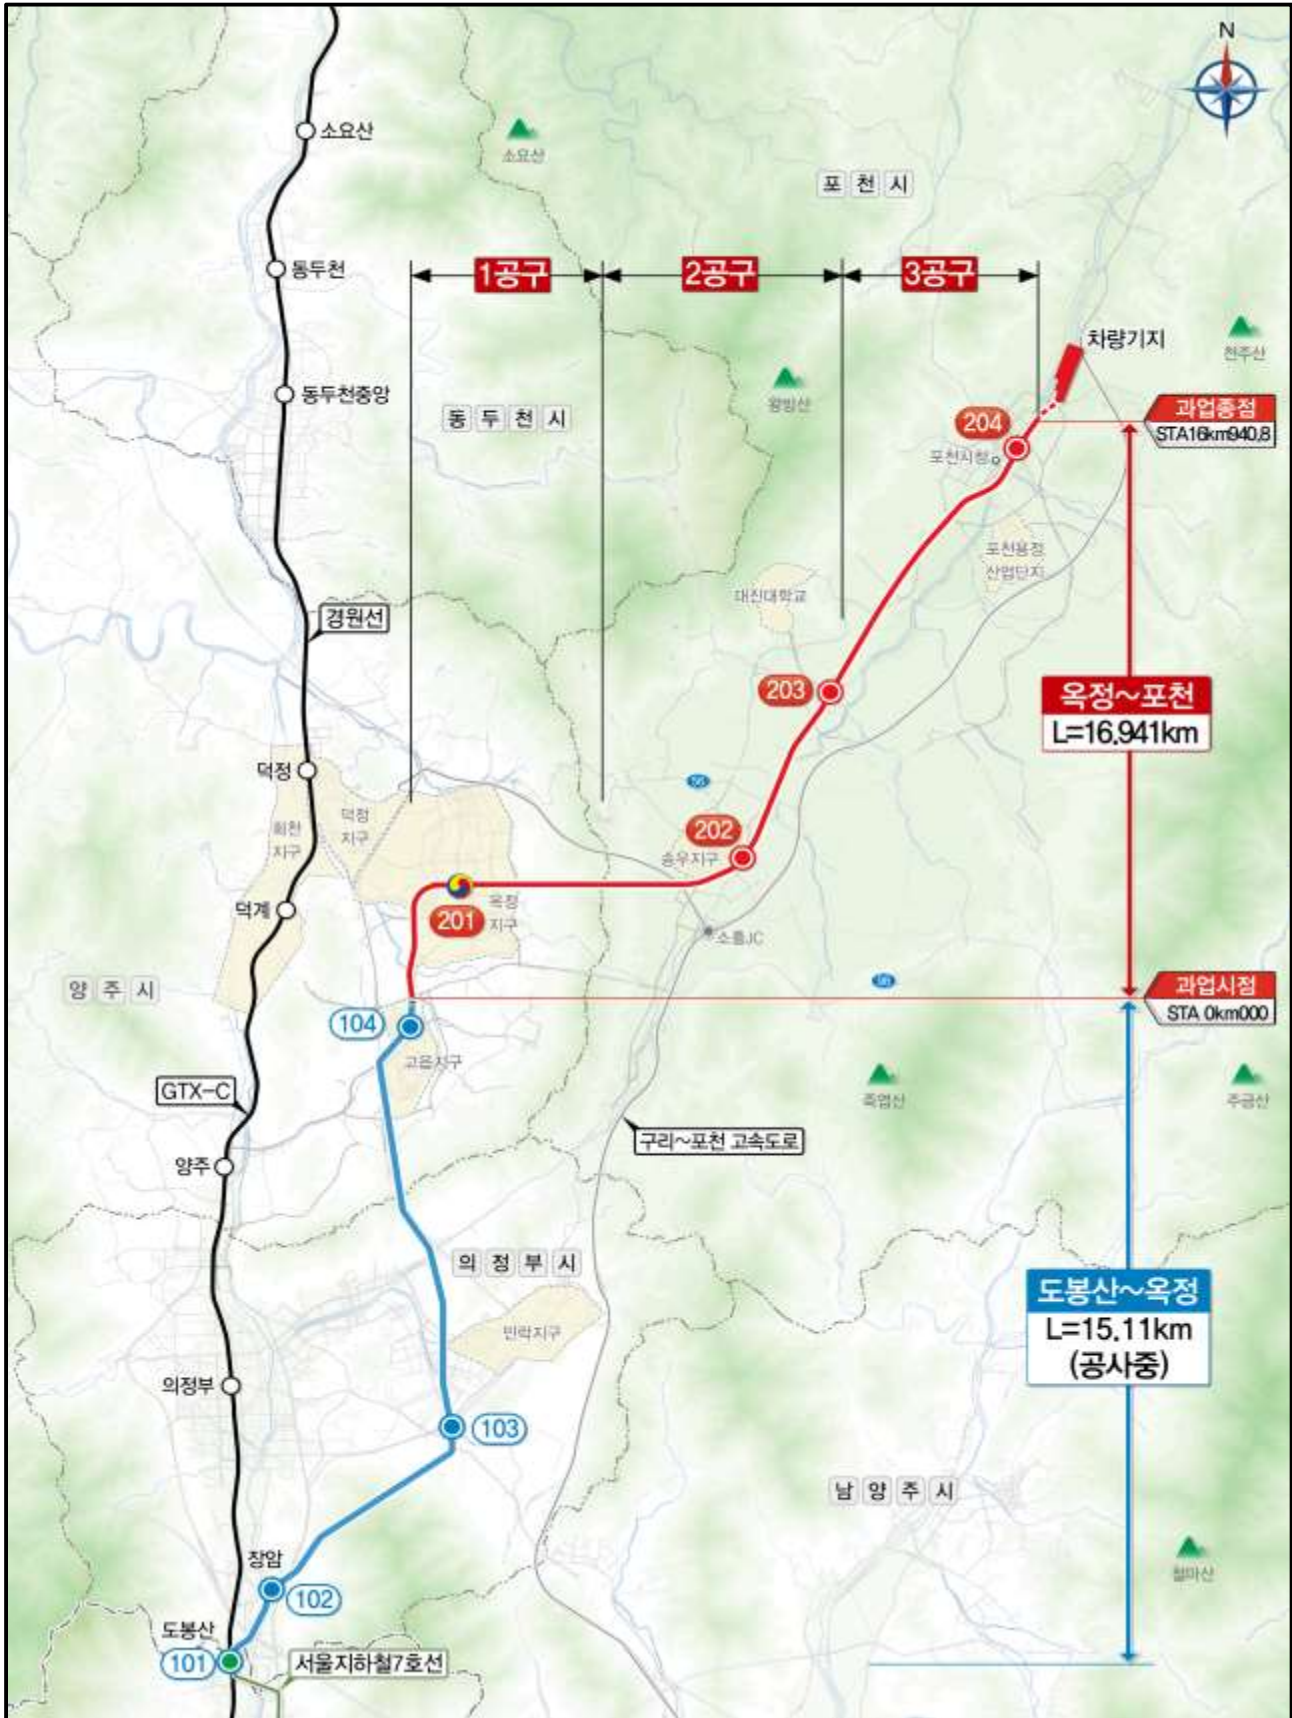 N
소요산
소요산
포천시
동두천
1공구
2공구
3공구
차량기지
천주산
동두천중앙
왕방산
동두천시
204
과업종점
STA16km940.8
포천시청
포천용정
산업단지
대진대학교
경원선
203
옥정~포천
L=16.941km
덕정
56
회천
지구
덕정
지구
202
송우지구
덕계
201
옥정
지구
소흘JC
양주시
98
과업시점
STA 0km000
104
고읍지구
GTX-C
죽엽산
주금산
구리~포천 고속도로
양주
의정부시
도봉산~옥정
L=15.11km
(공사중)
민락지구
의정부
103
남양주시
장암
철마산
102
도봉산
101
서울지하철7호선